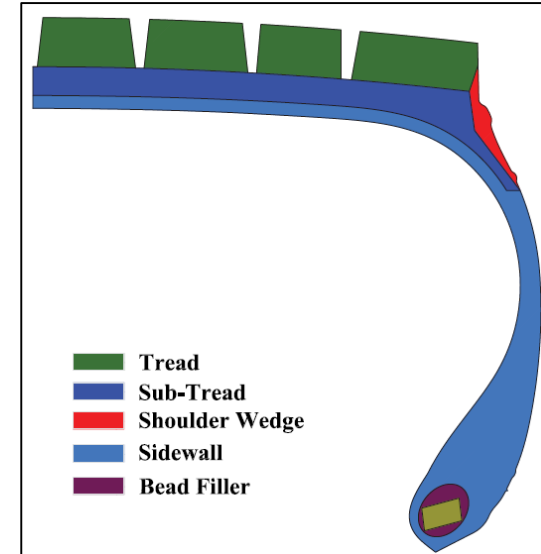 Tread
Sub-Tread
Shoulder Wedge
Sidewall
Bead Filler